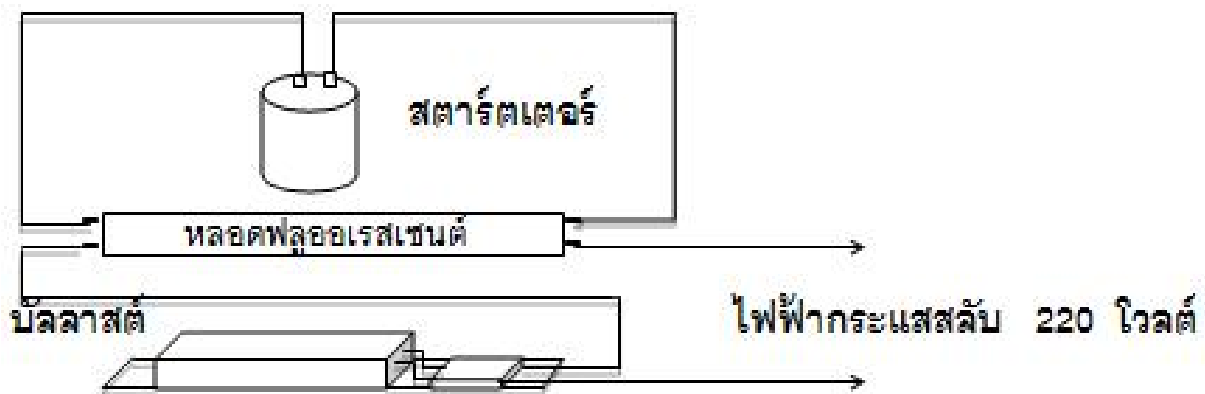 สตาร์ตเตอร์
หลอดฟลูออเรสเซนต์
บัลลาสต์
ไฟฟ้ากระแสสลับ 220 โวลต์